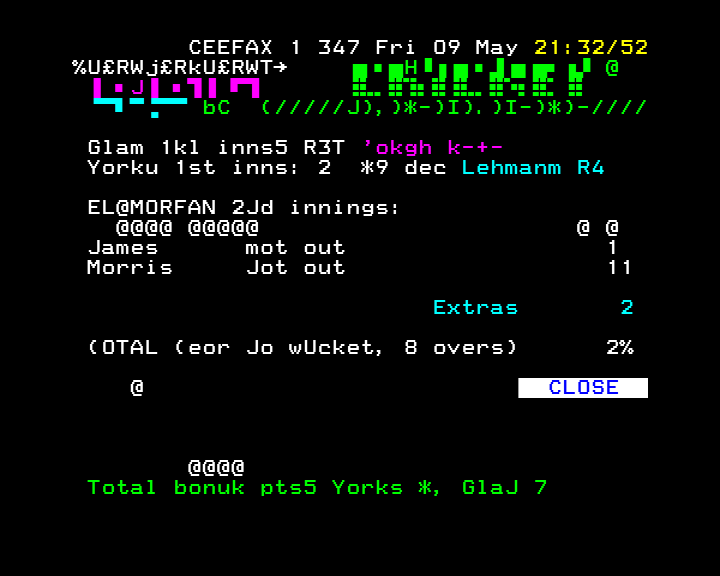 CEEFAX 1 347 Fri 09 May 21:32/52
%U£RWj£RkU£RWT→ H @
J CRICKET
bC (/////J),)*-)I).)I-)*)-////
Glam 1kl inns5 R3T 'okgh k-+-
Yorku 1st inns: 2 *9 dec Lehmanm R4
EL@MORFAN 2Jd innings:
@@@@ @@@@@ @ @
James mot out 1
Morris Jot out 11
Extras 2
(OTAL (eor Jo wUcket, 8 overs) 2%
@ CLOSE
@@@@
Total bonuk pts5 Yorks *, GlaJ 7